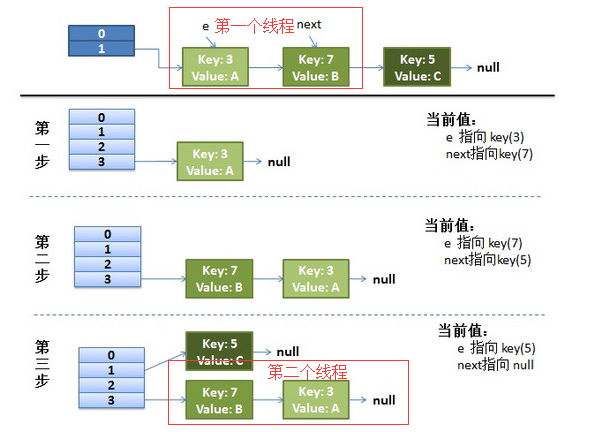 e
第一个线程
next
0
1
Key: 3
Value: A
Key: 7
Value: B
Key: 5
Value: C
null
第一步
0
1
2
3
Key: 3
Value: A
null
当前值：
e 指向 key(3)
next指向key(7)
第二步
0
1
2
3
Key: 7
Value: B
Key: 3
Value: A
null
当前值：
e 指向 key(7)
next指向key(5)
第三步
0
1
2
3
Key: 5
Value: C
null
第二个线程
Key: 7
Value: B
Key: 3
Value: A
null
当前值：
e 指向 key(5)
next指向 null